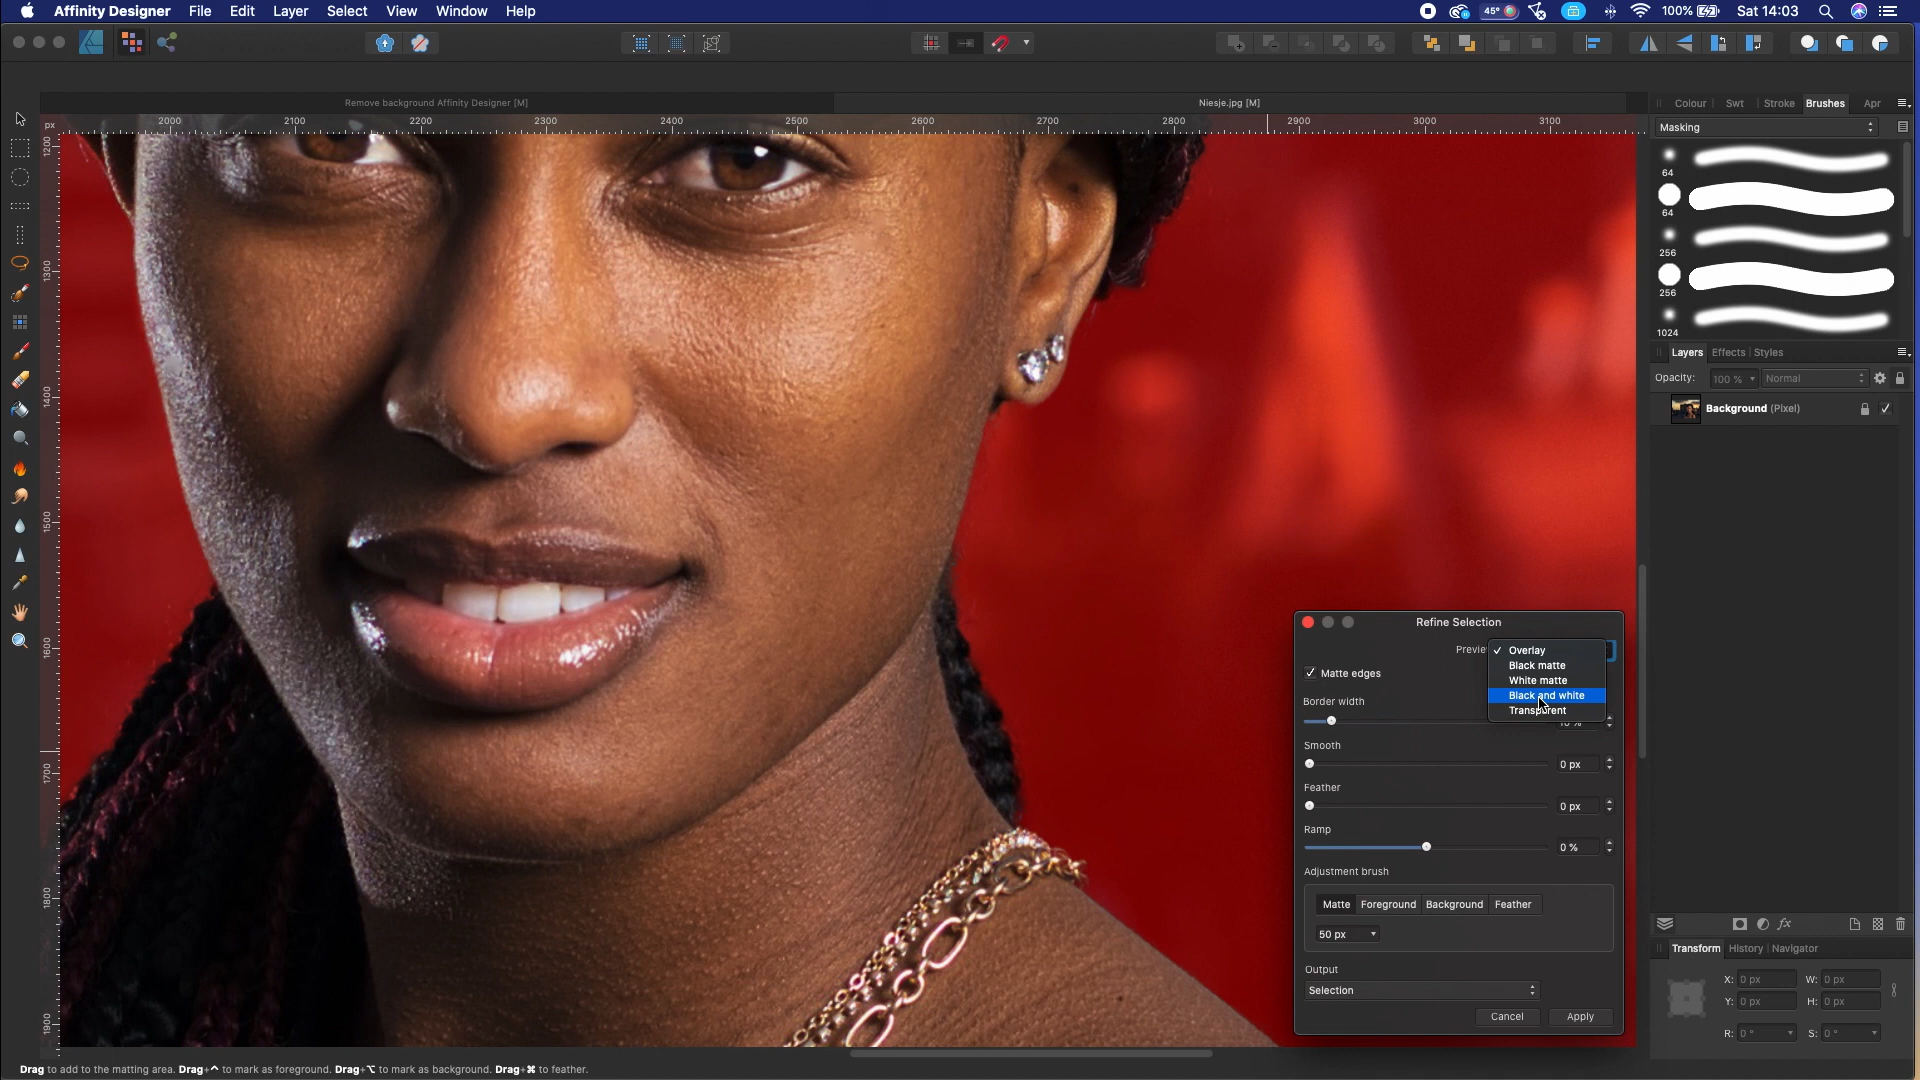 Affinity Designer File Edit Layer Select View Window Help
45° 100% Sat 14:03
Remove background Affinity Designer [M]
Niesje.jpg [M]
Colour Swt Stroke Brushes Apr
px 2000 2100 2200 2300 2400 2500 2600 2700 2800 2900 3000 3100
Masking
64
64
256
256
1024
1200
1300
1400
1500
1600
1700
1800
1900
Layers Effects Styles
Opacity: 100 % Normal
Background (Pixel)
Refine Selection
✓ Overlay
Black matte
White matte
Black and white
Transparent
Matte edges
Border width
Smooth
0 px
Feather
0 px
Ramp
0 %
Adjustment brush
Matte Foreground Background Feather
50 px
Output
Selection
Cancel Apply
fx
Transform History Navigator
X: 0 px W: 0 px
Y: 0 px H: 0 px
R: 0 ° S: 0 °
Drag to add to the matting area. Drag+⌃ to mark as foreground. Drag+⌥ to mark as background. Drag+⌘ to feather.